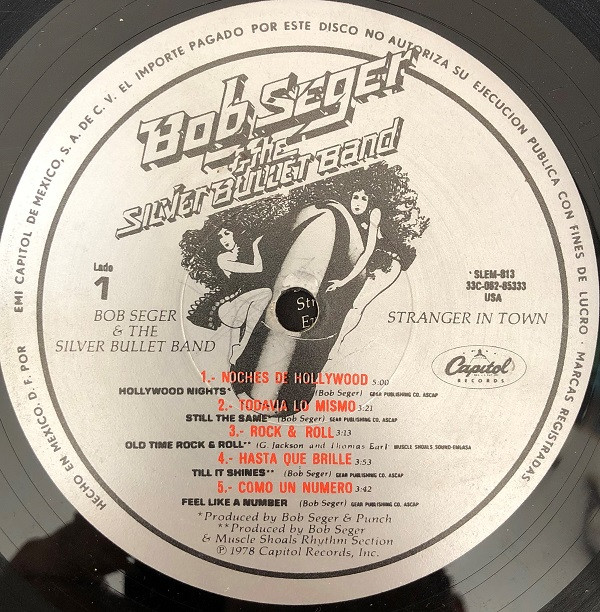 HECHO EN MEXICO, D. F. POR EMI CAPITOL DE MEXICO, S. A. DE C. V. EL IMPORTE PAGADO POR ESTE DISCO NO AUTORIZA SU EJECUCION PUBLICA CON FINES DE LUCRO · MARCAS REGISTRADAS
Bob Seger
& the
SILVER BULLET Band
Lado
1
*SLEM-813
33C-062-85333
USA
BOB SEGER
& THE
SILVER BULLET BAND
STRANGER IN TOWN
Capitol
RECORDS
1.- NOCHES DE HOLLYWOOD 5:00
HOLLYWOOD NIGHTS* (Bob Seger) GEAR PUBLISHING CO. ASCAP
2.- TODAVIA LO MISMO 3:21
STILL THE SAME* (Bob Seger) GEAR PUBLISHING CO. ASCAP
3.- ROCK & ROLL 3:13
OLD TIME ROCK & ROLL** (G. Jackson and Thomas Earl) MUSCLE SHOALS SOUND-EMLASA
4.- HASTA QUE BRILLE 3:53
TILL IT SHINES** (Bob Seger) GEAR PUBLISHING CO. ASCAP
5.- COMO UN NUMERO 3:42
FEEL LIKE A NUMBER (Bob Seger) GEAR PUBLISHING CO. ASCAP
*Produced by Bob Seger & Punch
**Produced by Bob Seger
& Muscle Shoals Rhythm Section
Ⓟ 1978 Capitol Records, Inc.